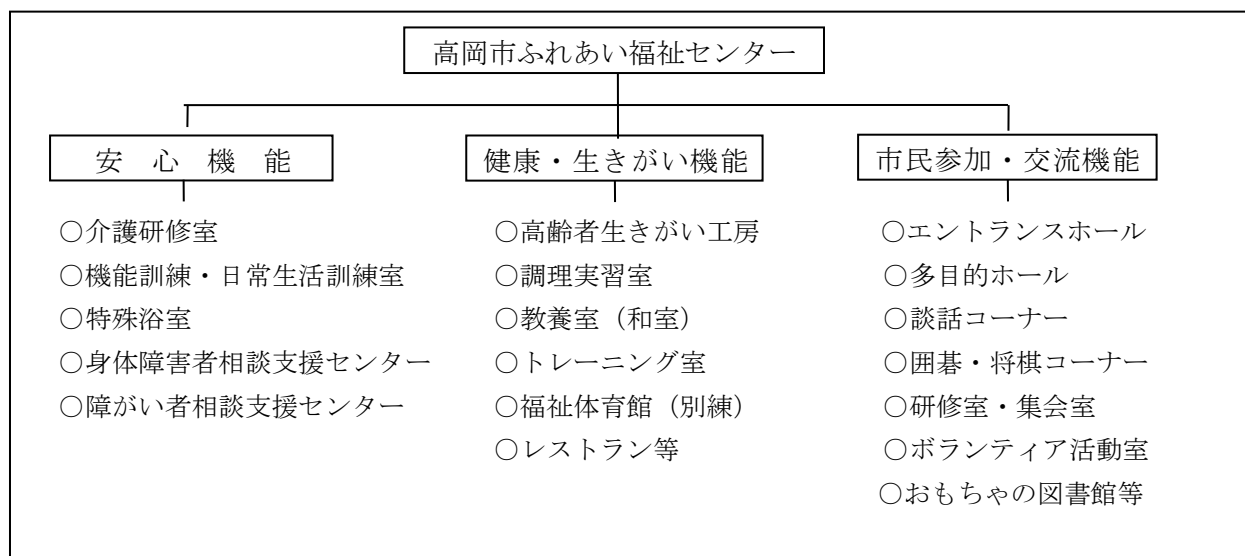 高岡市ふれあい福祉センター
安　心　機　能
○介護研修室
○機能訓練・日常生活訓練室
○特殊浴室
○身体障害者相談支援センター
○障がい者相談支援センター
健康・生きがい機能
○高齢者生きがい工房
○調理実習室
○教養室（和室）
○トレーニング室
○福祉体育館（別練）
○レストラン等
市民参加・交流機能
○エントランスホール
○多目的ホール
○談話コーナー
○囲碁・将棋コーナー
○研修室・集会室
○ボランティア活動室
○おもちゃの図書館等